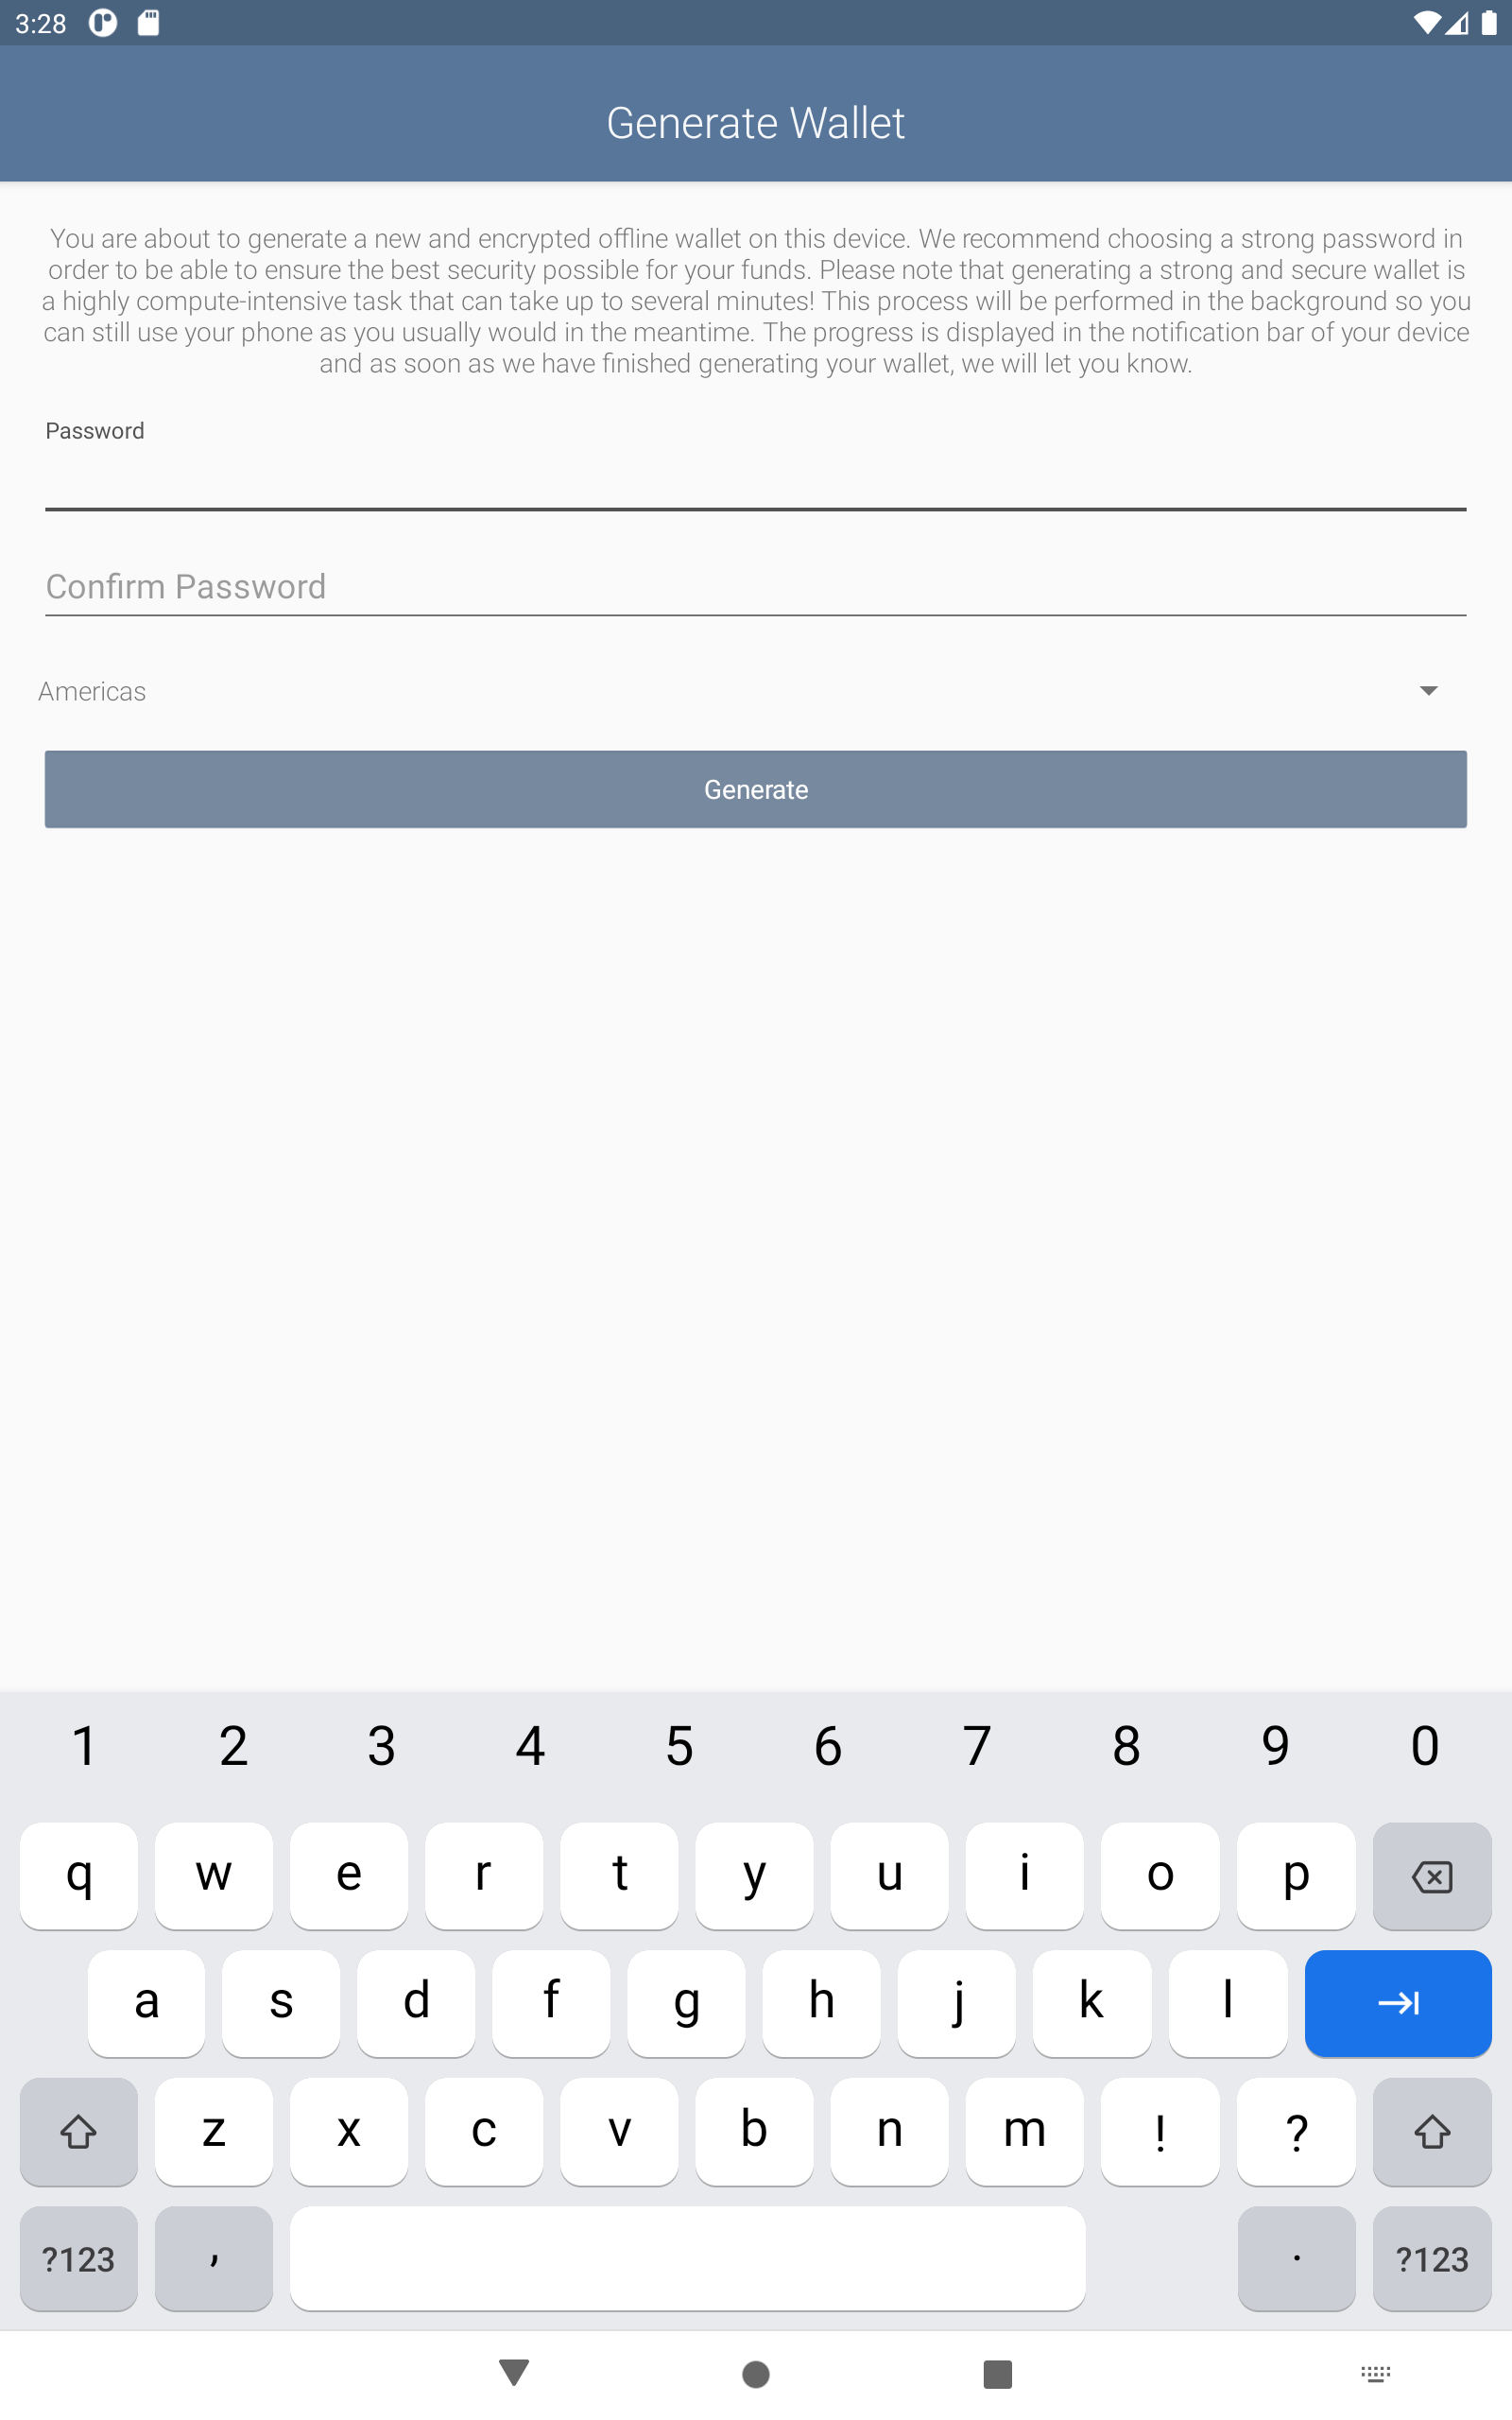 3:28
Generate Wallet
You are about to generate a new and encrypted offline wallet on this device. We recommend choosing a strong password in
order to be able to ensure the best security possible for your funds. Please note that generating a strong and secure wallet is
a highly compute-intensive task that can take up to several minutes! This process will be performed in the background so you
can still use your phone as you usually would in the meantime. The progress is displayed in the notification bar of your device
and as soon as we have finished generating your wallet, we will let you know.
Password
Confirm Password
Americas
Generate
1 2 3 4 5 6 7 8 9 0
q w e r t y u i o p
a s d f g h j k l
z x c v b n m ! ?
?123 , . ?123